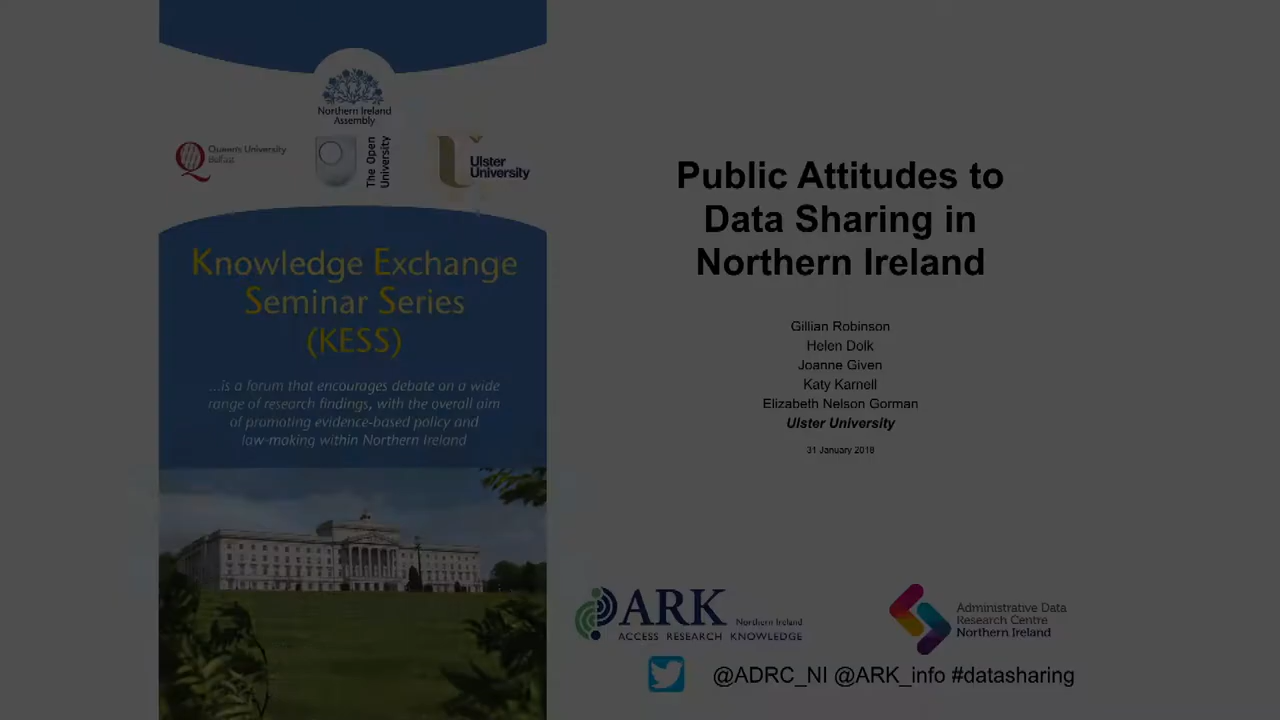 Northern Ireland
Assembly
Queen's University
Belfast
The Open
University
Ulster
University
Knowledge Exchange
Seminar Series
(KESS)
...is a forum that encourages debate on a wide
range of research findings, with the overall aim
of promoting evidence-based policy and
law-making within Northern Ireland
Public Attitudes to
Data Sharing in
Northern Ireland
Gillian Robinson
Helen Dolk
Joanne Given
Katy Karnell
Elizabeth Nelson Gorman
Ulster University
31 January 2018
ARK Northern Ireland
ACCESS RESEARCH KNOWLEDGE
Administrative Data
Research Centre
Northern Ireland
@ADRC_NI @ARK_info #datasharing